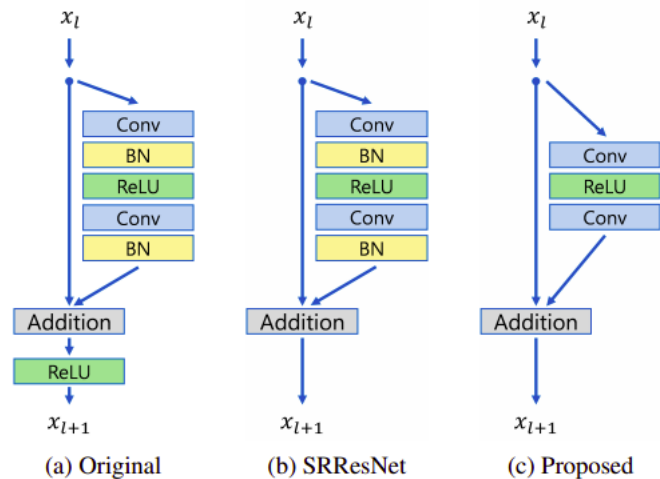 x_l
Conv
BN
ReLU
Conv
BN
Addition
ReLU
x_{l+1}
(a) Original
x_l
Conv
BN
ReLU
Conv
BN
Addition
x_{l+1}
(b) SRResNet
x_l
Conv
ReLU
Conv
Addition
x_{l+1}
(c) Proposed